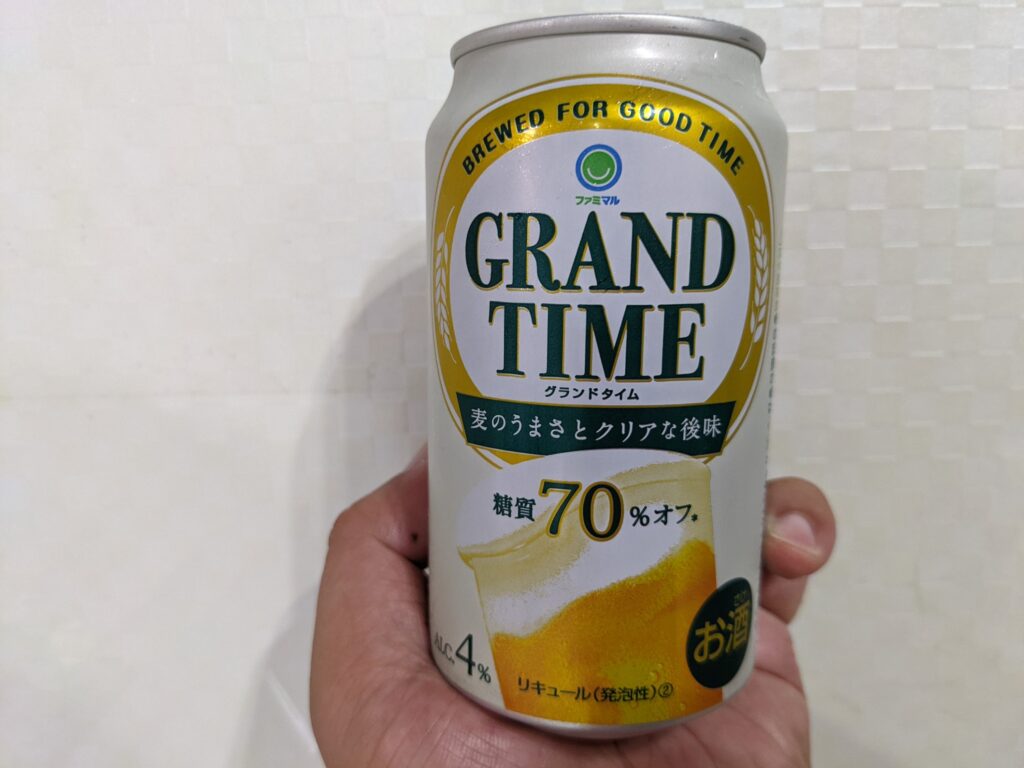 BREWED FOR GOOD TIME
ファミマル
GRAND
TIME
グランドタイム
麦のうまさとクリアな後味
糖質70%オフ*
お酒
ALC.4%
リキュール(発泡性)②